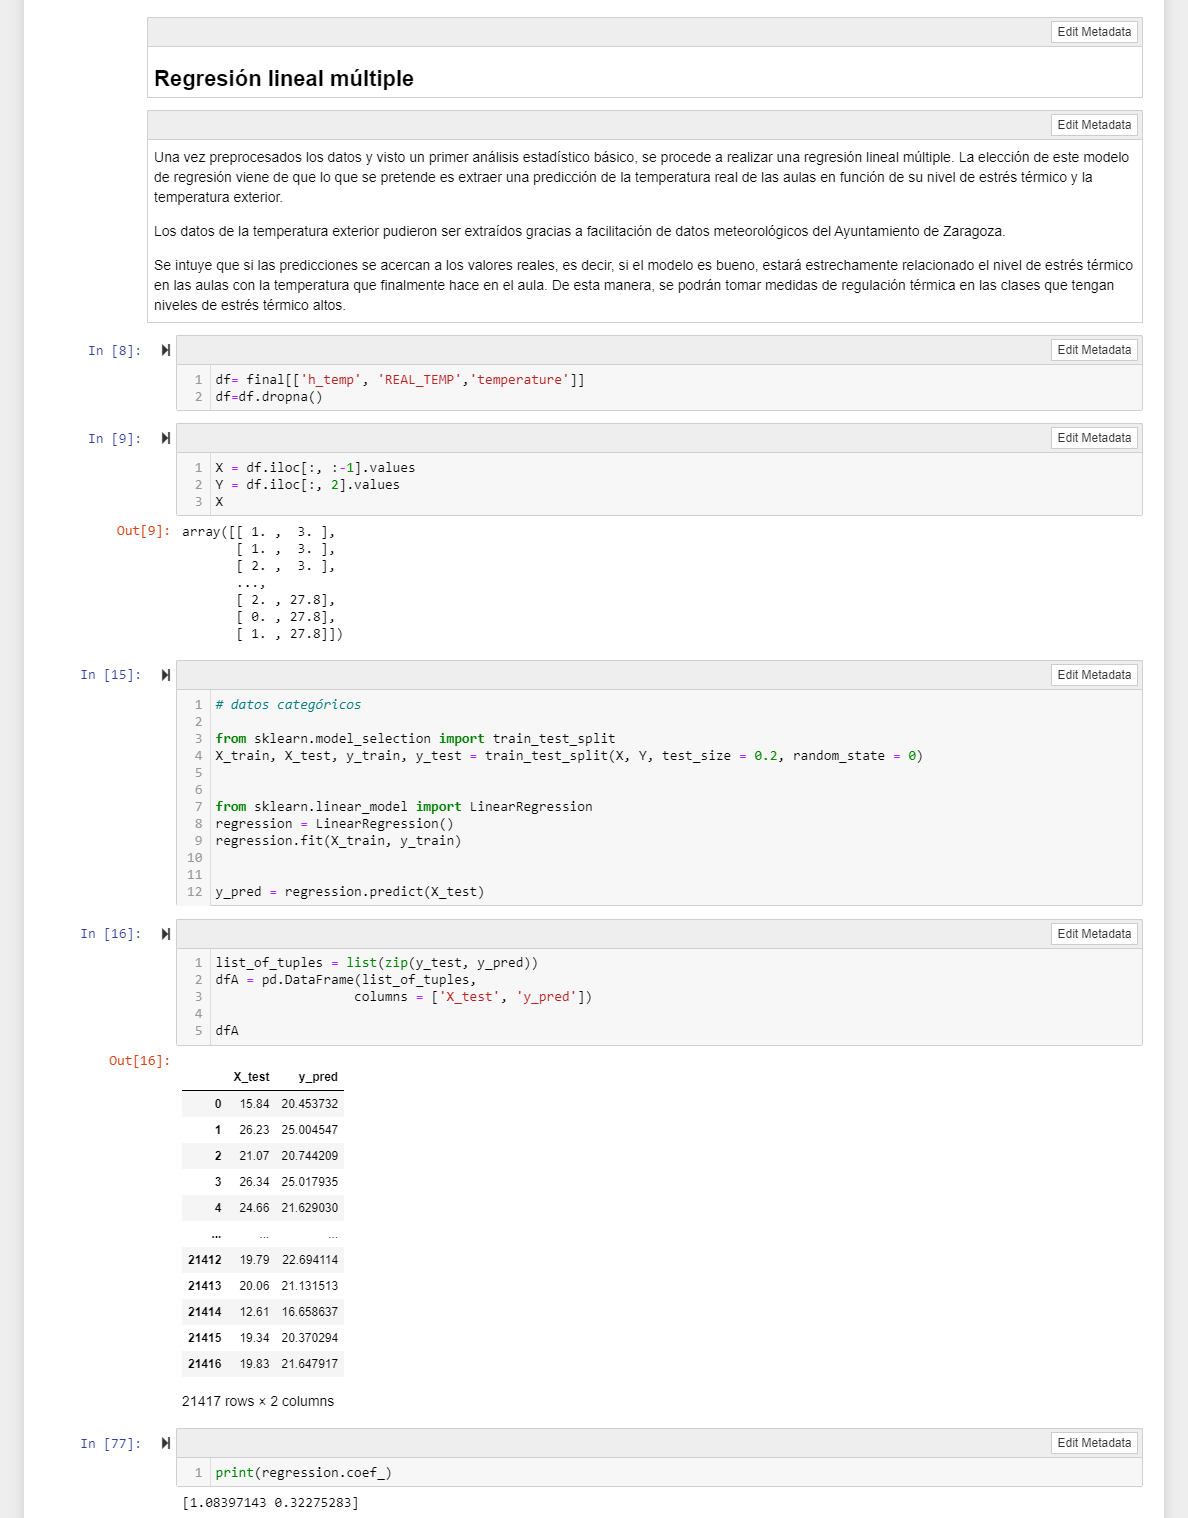 Edit Metadata
Regresión lineal múltiple
Edit Metadata
Una vez preprocesados los datos y visto un primer análisis estadístico básico, se procede a realizar una regresión lineal múltiple. La elección de este modelo
de regresión viene de que lo que se pretende es extraer una predicción de la temperatura real de las aulas en función de su nivel de estrés térmico y la
temperatura exterior.
Los datos de la temperatura exterior pudieron ser extraídos gracias a facilitación de datos meteorológicos del Ayuntamiento de Zaragoza.
Se intuye que si las predicciones se acercan a los valores reales, es decir, si el modelo es bueno, estará estrechamente relacionado el nivel de estrés térmico
en las aulas con la temperatura que finalmente hace en el aula. De esta manera, se podrán tomar medidas de regulación térmica en las clases que tengan
niveles de estrés térmico altos.
In [8]:
Edit Metadata
1 df= final[['h_temp', 'REAL_TEMP','temperature']]
2 df=df.dropna()
In [9]:
Edit Metadata
1 X = df.iloc[:, :-1].values
2 Y = df.iloc[:, 2].values
3 X
Out[9]: array([[ 1. ,  3. ],
[ 1. ,  3. ],
[ 2. ,  3. ],
...,
[ 2. , 27.8],
[ 0. , 27.8],
[ 1. , 27.8]])
In [15]:
Edit Metadata
1 # datos categóricos
2
3 from sklearn.model_selection import train_test_split
4 X_train, X_test, y_train, y_test = train_test_split(X, Y, test_size = 0.2, random_state = 0)
5
6
7 from sklearn.linear_model import LinearRegression
8 regression = LinearRegression()
9 regression.fit(X_train, y_train)
10
11
12 y_pred = regression.predict(X_test)
In [16]:
Edit Metadata
1 list_of_tuples = list(zip(y_test, y_pred))
2 dfA = pd.DataFrame(list_of_tuples,
3 columns = ['X_test', 'y_pred'])
4
5 dfA
Out[16]:
X_test y_pred
0 15.84 20.453732
1 26.23 25.004547
2 21.07 20.744209
3 26.34 25.017935
4 24.66 21.629030
... ... ...
21412 19.79 22.694114
21413 20.06 21.131513
21414 12.61 16.658637
21415 19.34 20.370294
21416 19.83 21.647917
21417 rows × 2 columns
In [77]:
Edit Metadata
1 print(regression.coef_)
[1.08397143 0.32275283]